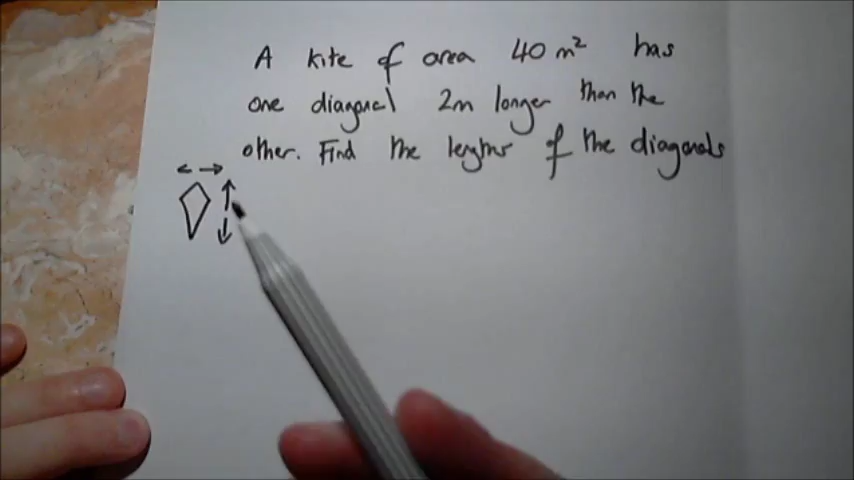 A kite of area 40 m² has
one diagonal 2m longer than the
other. Find the lengths of the diagonals